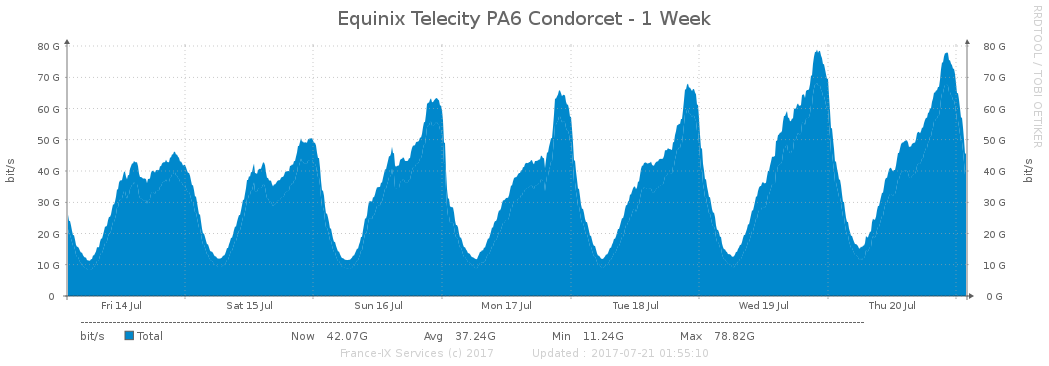 Equinix Telecity PA6 Condorcet - 1 Week
RRDTOOL / TOBI OETIKER
80 G 80 G
70 G 70 G
60 G 60 G
50 G 50 G
40 G 40 G
30 G 30 G
20 G 20 G
10 G 10 G
0 0 G
bit/s bit/s
Fri 14 Jul Sat 15 Jul Sun 16 Jul Mon 17 Jul Tue 18 Jul Wed 19 Jul Thu 20 Jul
bit/s Total Now 42.07G Avg 37.24G Min 11.24G Max 78.82G
France-IX Services (c) 2017 Updated : 2017-07-21 01:55:10